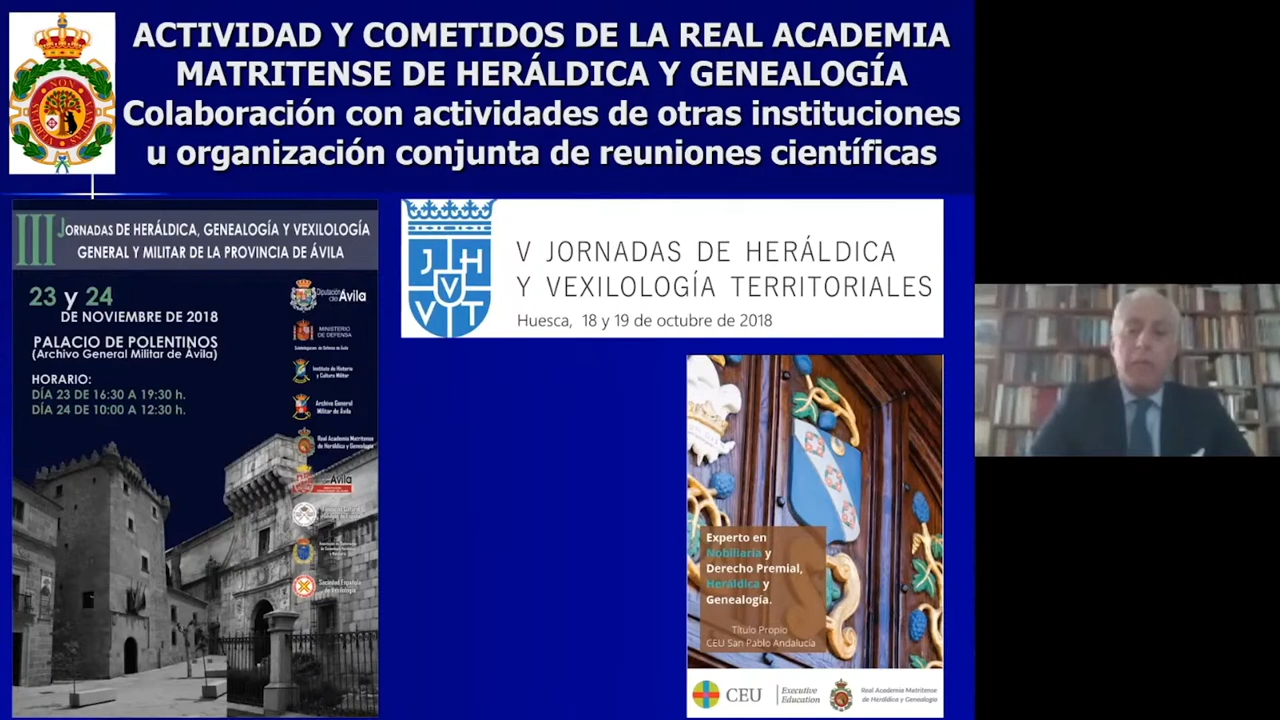 ACTIVIDAD Y COMETIDOS DE LA REAL ACADEMIA
MATRITENSE DE HERÁLDICA Y GENEALOGÍA
Colaboración con actividades de otras instituciones
u organización conjunta de reuniones científicas
III JORNADAS DE HERÁLDICA, GENEALOGÍA Y VEXILOLOGÍA
GENERAL Y MILITAR DE LA PROVINCIA DE ÁVILA
23 y 24
DE NOVIEMBRE DE 2018
PALACIO DE POLENTINOS
(Archivo General Militar de Ávila)
HORARIO:
DÍA 23 DE 16:30 A 19:30 h.
DÍA 24 DE 10:00 A 12:30 h.
Diputación
de Ávila
MINISTERIO
DE DEFENSA
Instituto de Historia
y Cultura Militar
Archivo General
Militar de Ávila
Real Academia Matritense
de Heráldica y Genealogía
Ávila
Sociedad Española
de Vexilología
J H
V
V T
V JORNADAS DE HERÁLDICA
Y VEXILOLOGÍA TERRITORIALES
Huesca, 18 y 19 de octubre de 2018
Experto en
Nobiliaria y
Derecho Premial,
Heráldica y
Genealogía.
Título Propio
CEU San Pablo Andalucía
CEU Executive
Education
Real Academia Matritense
de Heráldica y Genealogía